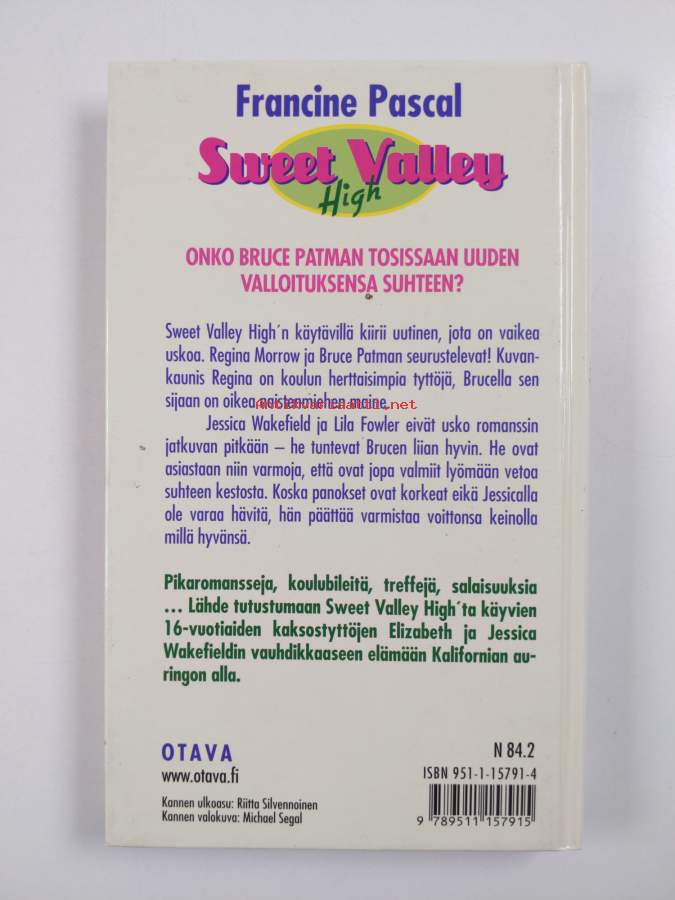 Francine Pascal
Sweet Valley
High
ONKO BRUCE PATMAN TOSISSAAN UUDEN
VALLOITUKSENSA SUHTEEN?
Sweet Valley High´n käytävillä kiirii uutinen, jota on vaikea
uskoa. Regina Morrow ja Bruce Patman seurustelevat! Kuvan-
kaunis Regina on koulun herttaisimpia tyttöjä, Brucella sen
sijaan on oikea naistenmiehen maine.
Antikvariaatti.net
Jessica Wakefield ja Lila Fowler eivät usko romanssin
jatkuvan pitkään – he tuntevat Brucen liian hyvin. He ovat
asiastaan niin varmoja, että ovat jopa valmiit lyömään vetoa
suhteen kestosta. Koska panokset ovat korkeat eikä Jessicalla
ole varaa hävitä, hän päättää varmistaa voittonsa keinolla
millä hyvänsä.
Pikaromansseja, koulubileitä, treffejä, salaisuuksia
... Lähde tutustumaan Sweet Valley High´ta käyvien
16-vuotiaiden kaksostyttöjen Elizabeth ja Jessica
Wakefieldin vauhdikkaaseen elämään Kalifornian au-
ringon alla.
OTAVA
www.otava.fi
Kannen ulkoasu: Riitta Silvennoinen
Kannen valokuva: Michael Segal
N 84.2
ISBN 951-1-15791-4
9 789511 157915